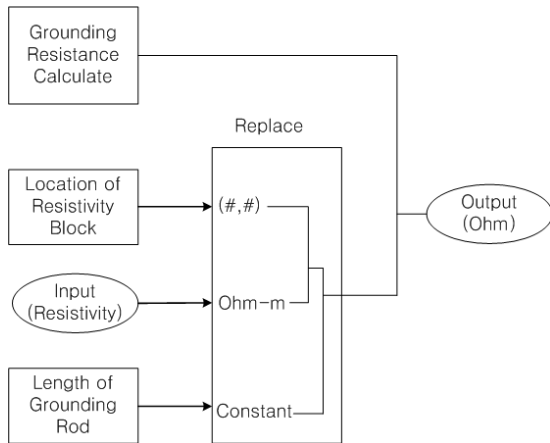 Grounding
Resistance
Calculate
Replace
Location of
Resistivity
Block
(#,#)
Output
(Ohm)
Input
(Resistivity)
Ohm-m
Length of
Grounding
Rod
Constant